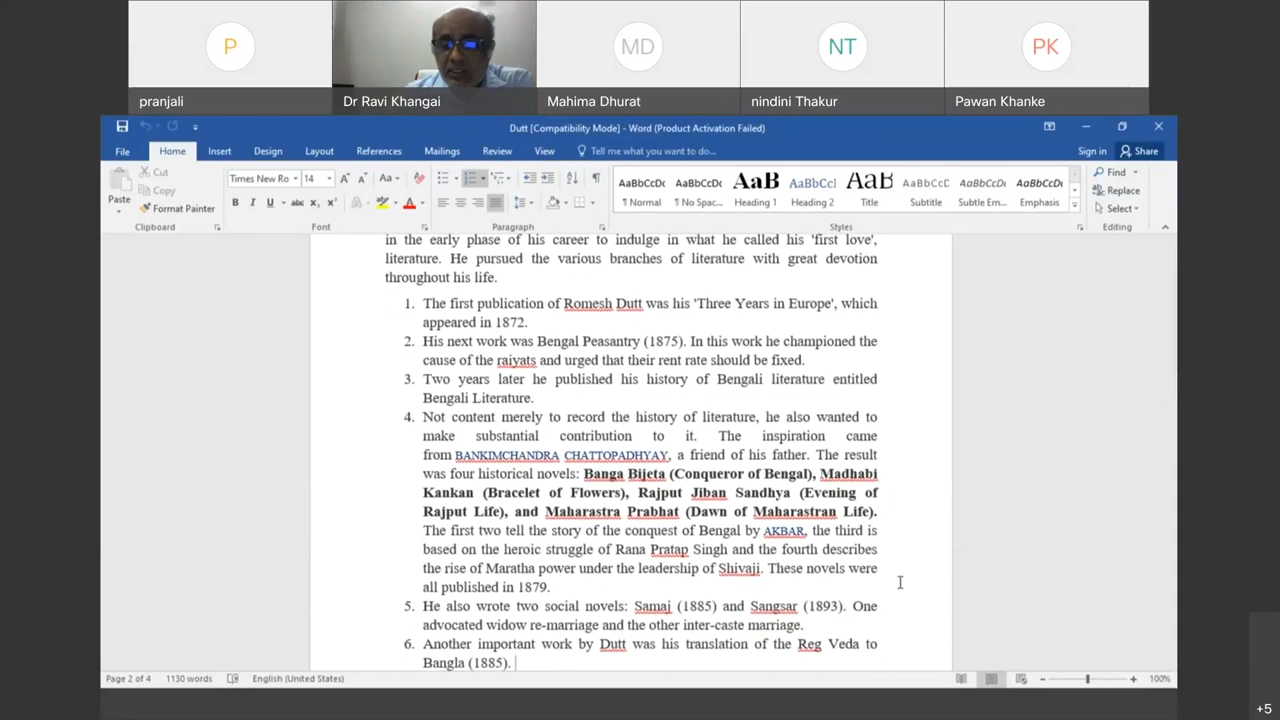 P
MD
NT
PK
pranjali
Dr Ravi Khangai
Mahima Dhurat
nindini Thakur
Pawan Khanke
Dutt [Compatibility Mode] - Word (Product Activation Failed)
File Home Insert Design Layout References Mailings Review View Tell me what you want to do... Sign in Share
Paste
Cut
Copy
Format Painter
Clipboard
Times New Ro 14
Font
Paragraph
AaBbCcDc AaBbCcDc AaB AaBbCcl AaB AaBbCcD AaBbCcDc AaBbCcDc
¶ Normal ¶ No Spac... Heading 1 Heading 2 Title Subtitle Subtle Em... Emphasis
Styles
Find
Replace
Select
Editing
in the early phase of his career to indulge in what he called his 'first love',
literature. He pursued the various branches of literature with great devotion
throughout his life.
1. The first publication of Romesh Dutt was his 'Three Years in Europe', which
appeared in 1872.
2. His next work was Bengal Peasantry (1875). In this work he championed the
cause of the raiyats and urged that their rent rate should be fixed.
3. Two years later he published his history of Bengali literature entitled
Bengali Literature.
4. Not content merely to record the history of literature, he also wanted to
make substantial contribution to it. The inspiration came
from BANKIMCHANDRA CHATTOPADHYAY, a friend of his father. The result
was four historical novels: Banga Bijeta (Conqueror of Bengal), Madhabi
Kankan (Bracelet of Flowers), Rajput Jiban Sandhya (Evening of
Rajput Life), and Maharastra Prabhat (Dawn of Maharastran Life).
The first two tell the story of the conquest of Bengal by AKBAR, the third is
based on the heroic struggle of Rana Pratap Singh and the fourth describes
the rise of Maratha power under the leadership of Shivaji. These novels were
all published in 1879.
5. He also wrote two social novels: Samaj (1885) and Sangsar (1893). One
advocated widow re-marriage and the other inter-caste marriage.
6. Another important work by Dutt was his translation of the Reg Veda to
Bangla (1885).
Page 2 of 4 1130 words English (United States) 100%
+5